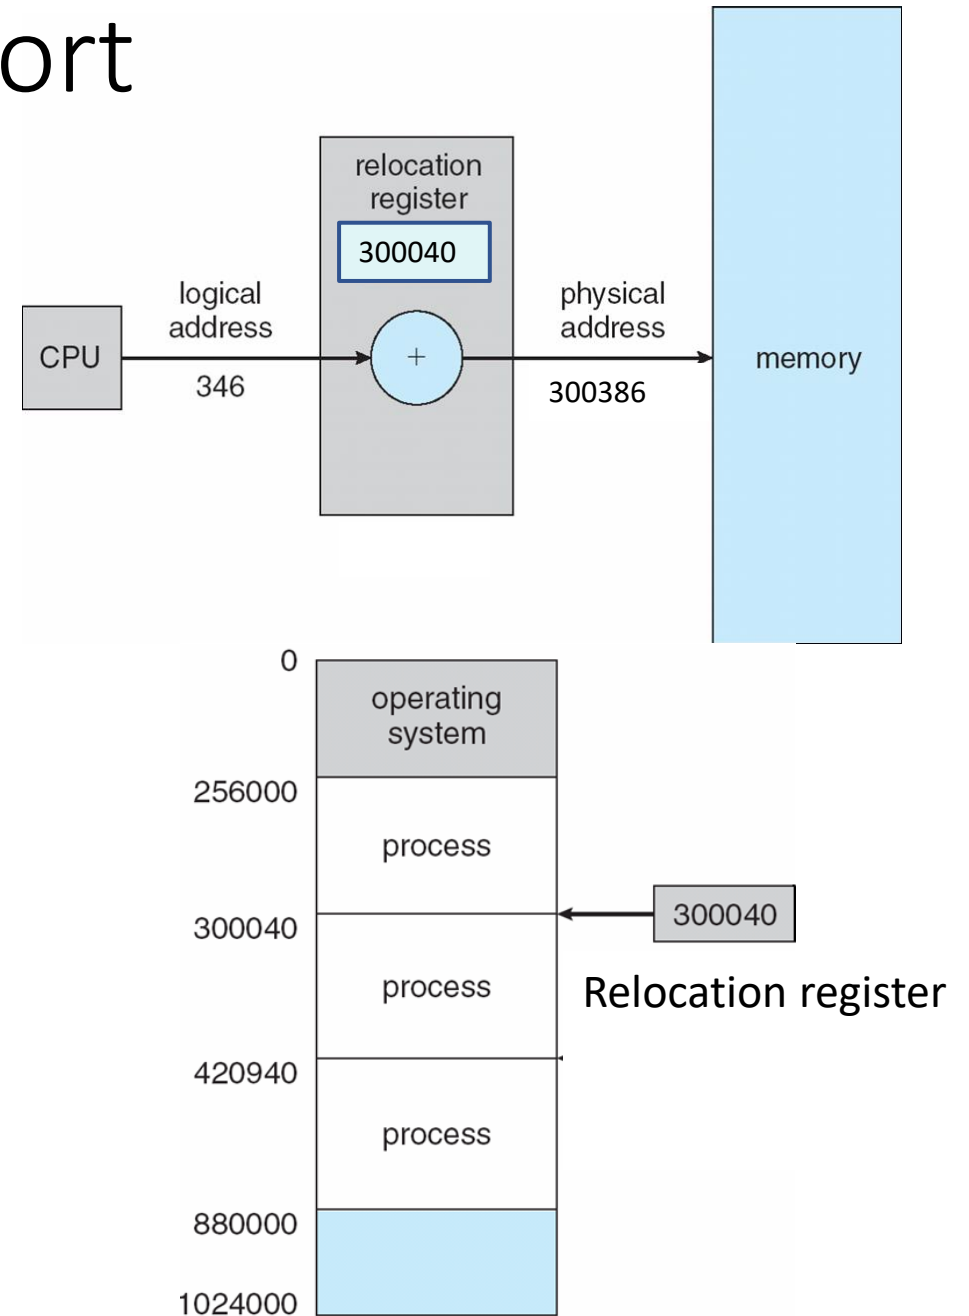 ort
relocation
register
300040
logical
address
physical
address
CPU
+
memory
346
300386
0
operating
system
256000
process
300040
300040
process
Relocation register
420940
process
880000
1024000